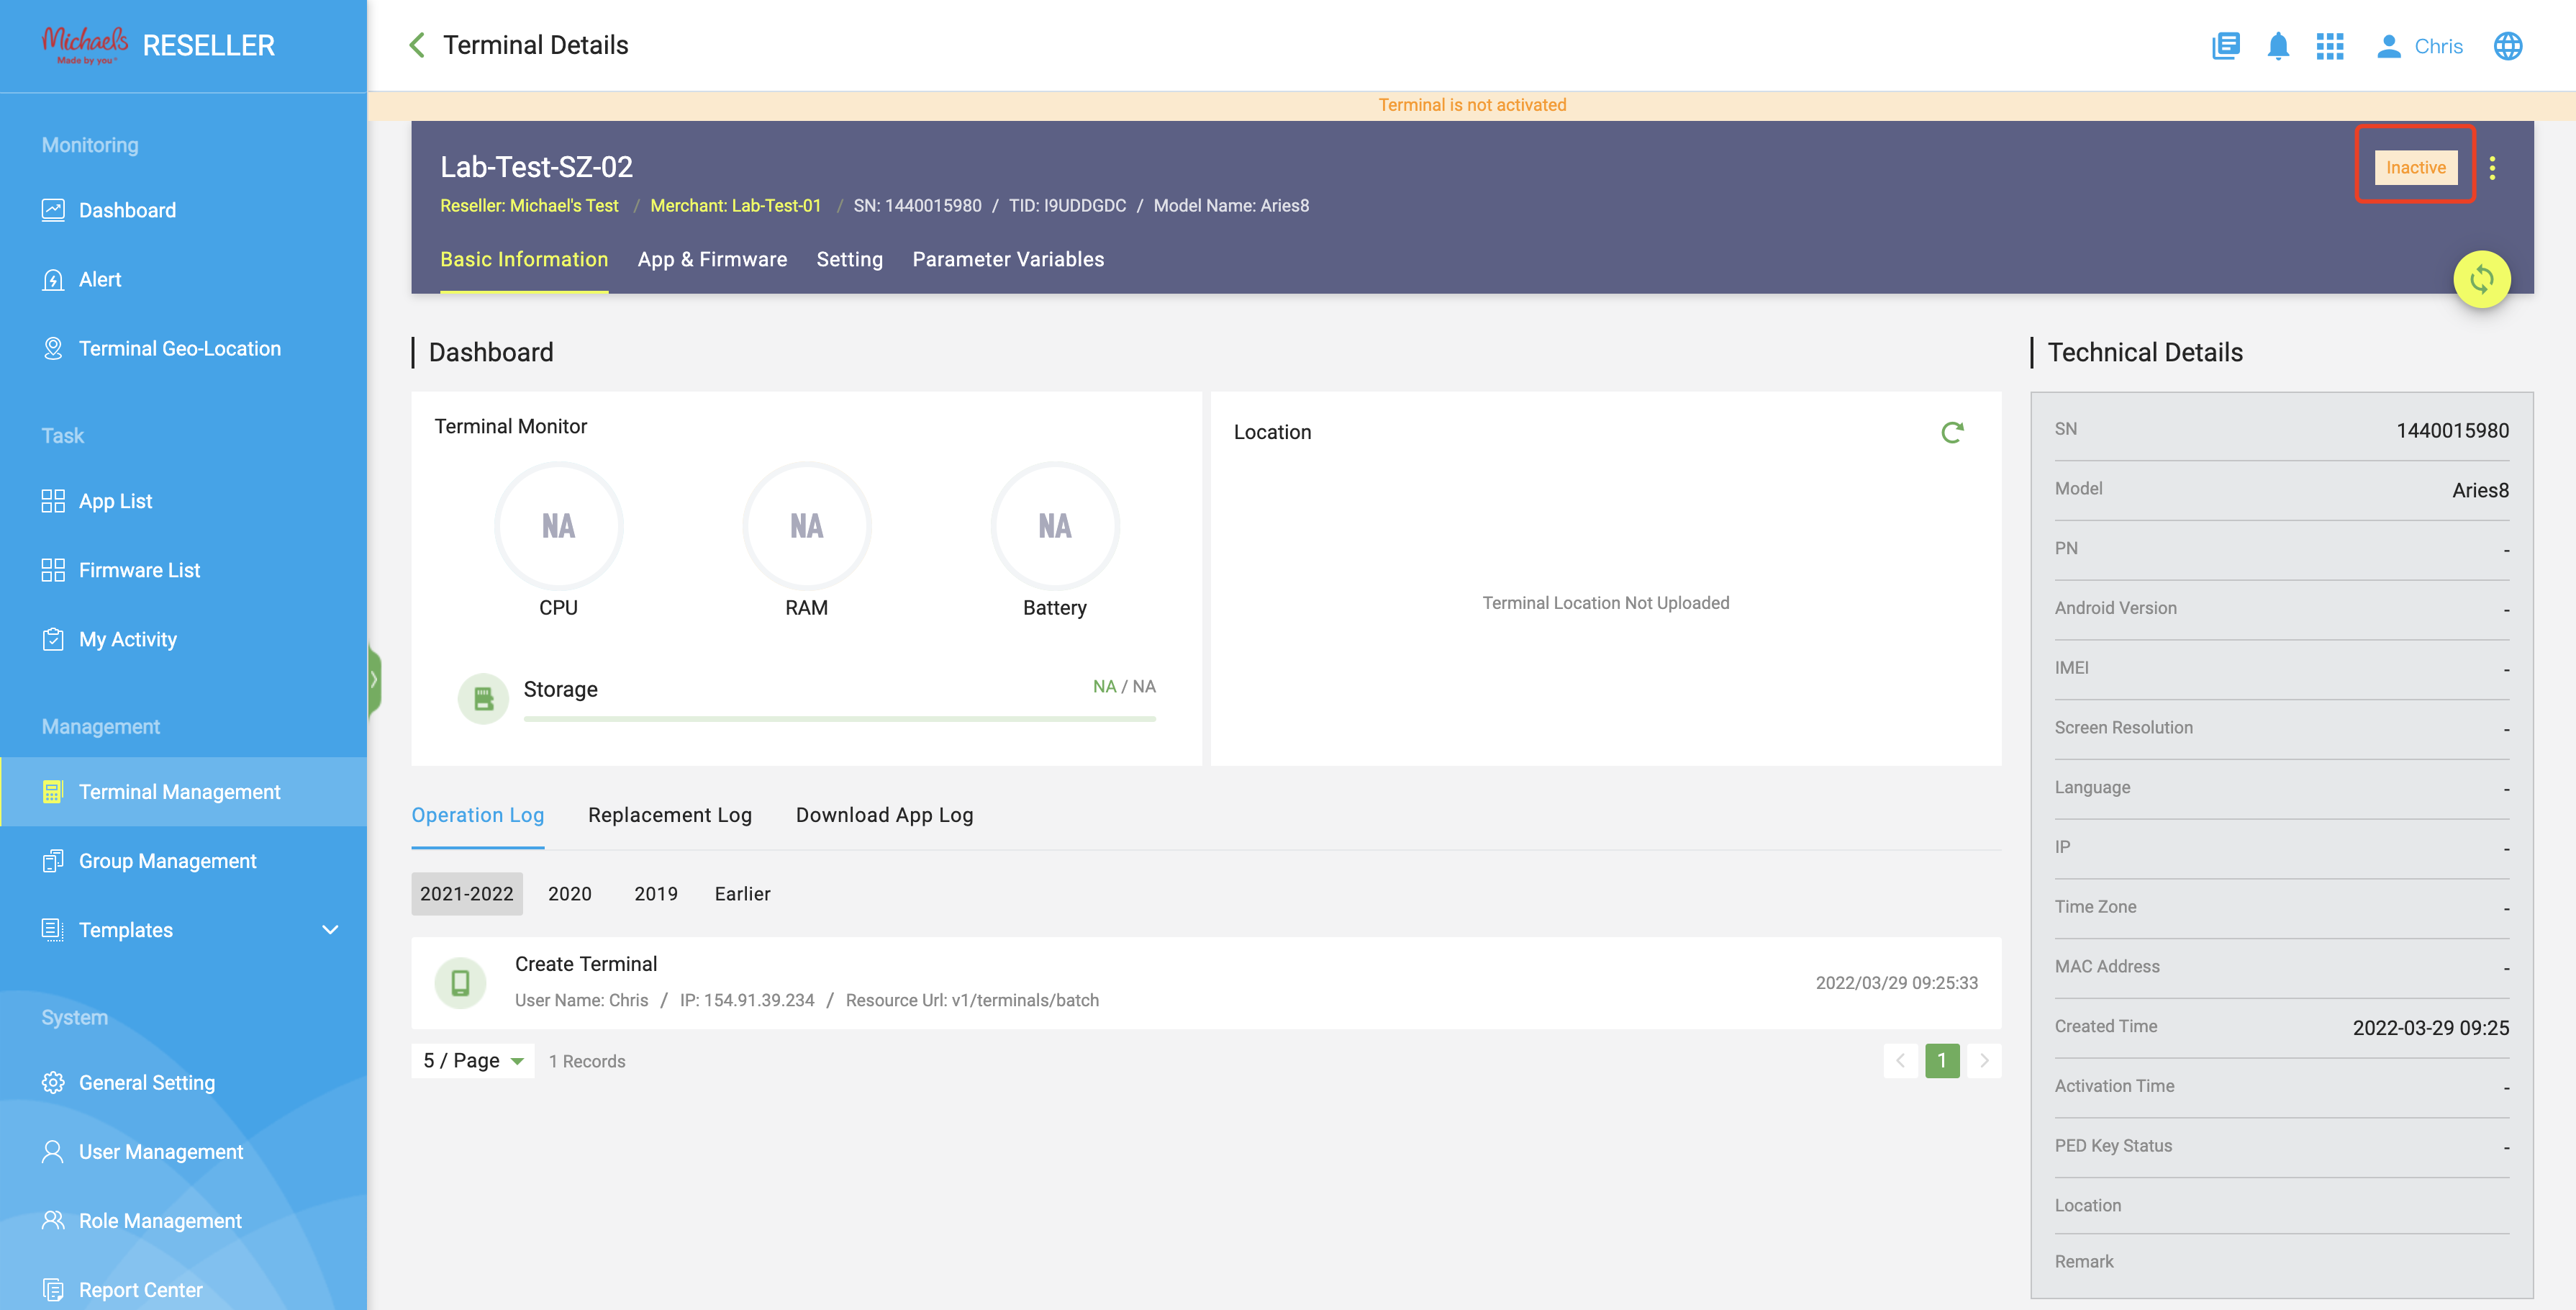 Michaels
Made by you™
RESELLER
Terminal Details
Chris
Terminal is not activated
Monitoring
Dashboard
Alert
Terminal Geo-Location
Task
App List
Firmware List
My Activity
Management
Terminal Management
Group Management
Templates
System
General Setting
User Management
Role Management
Report Center
Lab-Test-SZ-02
Inactive
Reseller: Michael's Test / Merchant: Lab-Test-01 / SN: 1440015980 / TID: I9UDDGDC / Model Name: Aries8
Basic Information App & Firmware Setting Parameter Variables
Dashboard
Terminal Monitor
NA NA NA
CPU RAM Battery
Storage NA / NA
Location
Terminal Location Not Uploaded
Operation Log Replacement Log Download App Log
2021-2022 2020 2019 Earlier
Create Terminal
User Name: Chris / IP: 154.91.39.234 / Resource Url: v1/terminals/batch
2022/03/29 09:25:33
5 / Page 1 Records
1
Technical Details
SN 1440015980
Model Aries8
PN -
Android Version -
IMEI -
Screen Resolution -
Language -
IP -
Time Zone -
MAC Address -
Created Time 2022-03-29 09:25
Activation Time -
PED Key Status -
Location
Remark